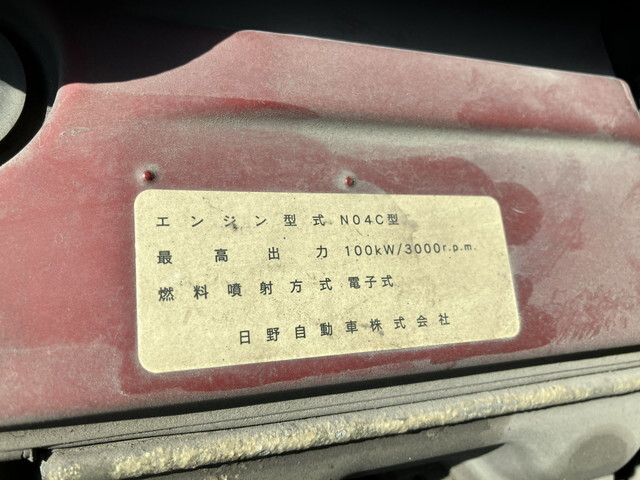 エンジン型式 N04C型
最高出力 100kW/3000r.p.m.
燃料噴射方式 電子式
日野自動車株式会社